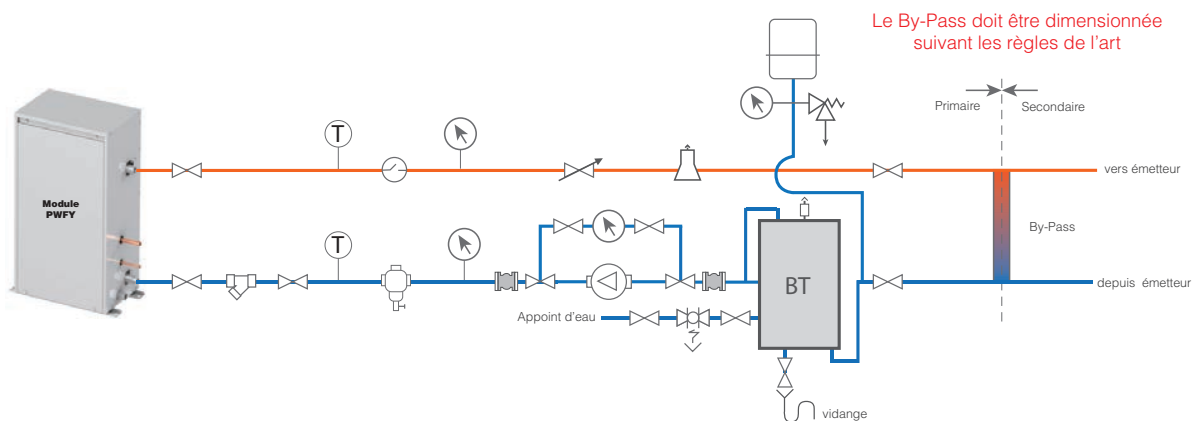 Le By-Pass doit être dimensionnée
suivant les règles de l'art
Primaire
Secondaire
T
vers émetteur
Module
PWFY
By-Pass
T
BT
depuis émetteur
Appoint d'eau
vidange